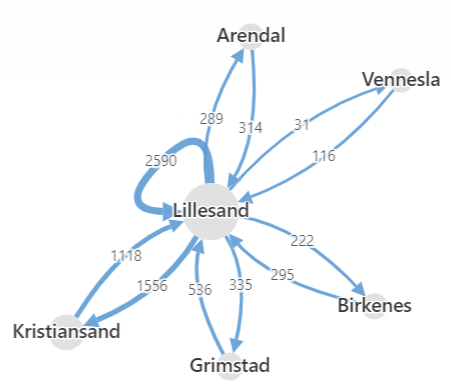 Arendal
Vennesla
289
314
31
2590
116
Lillesand
222
1118
295
1556
536
335
Birkenes
Kristiansand
Grimstad